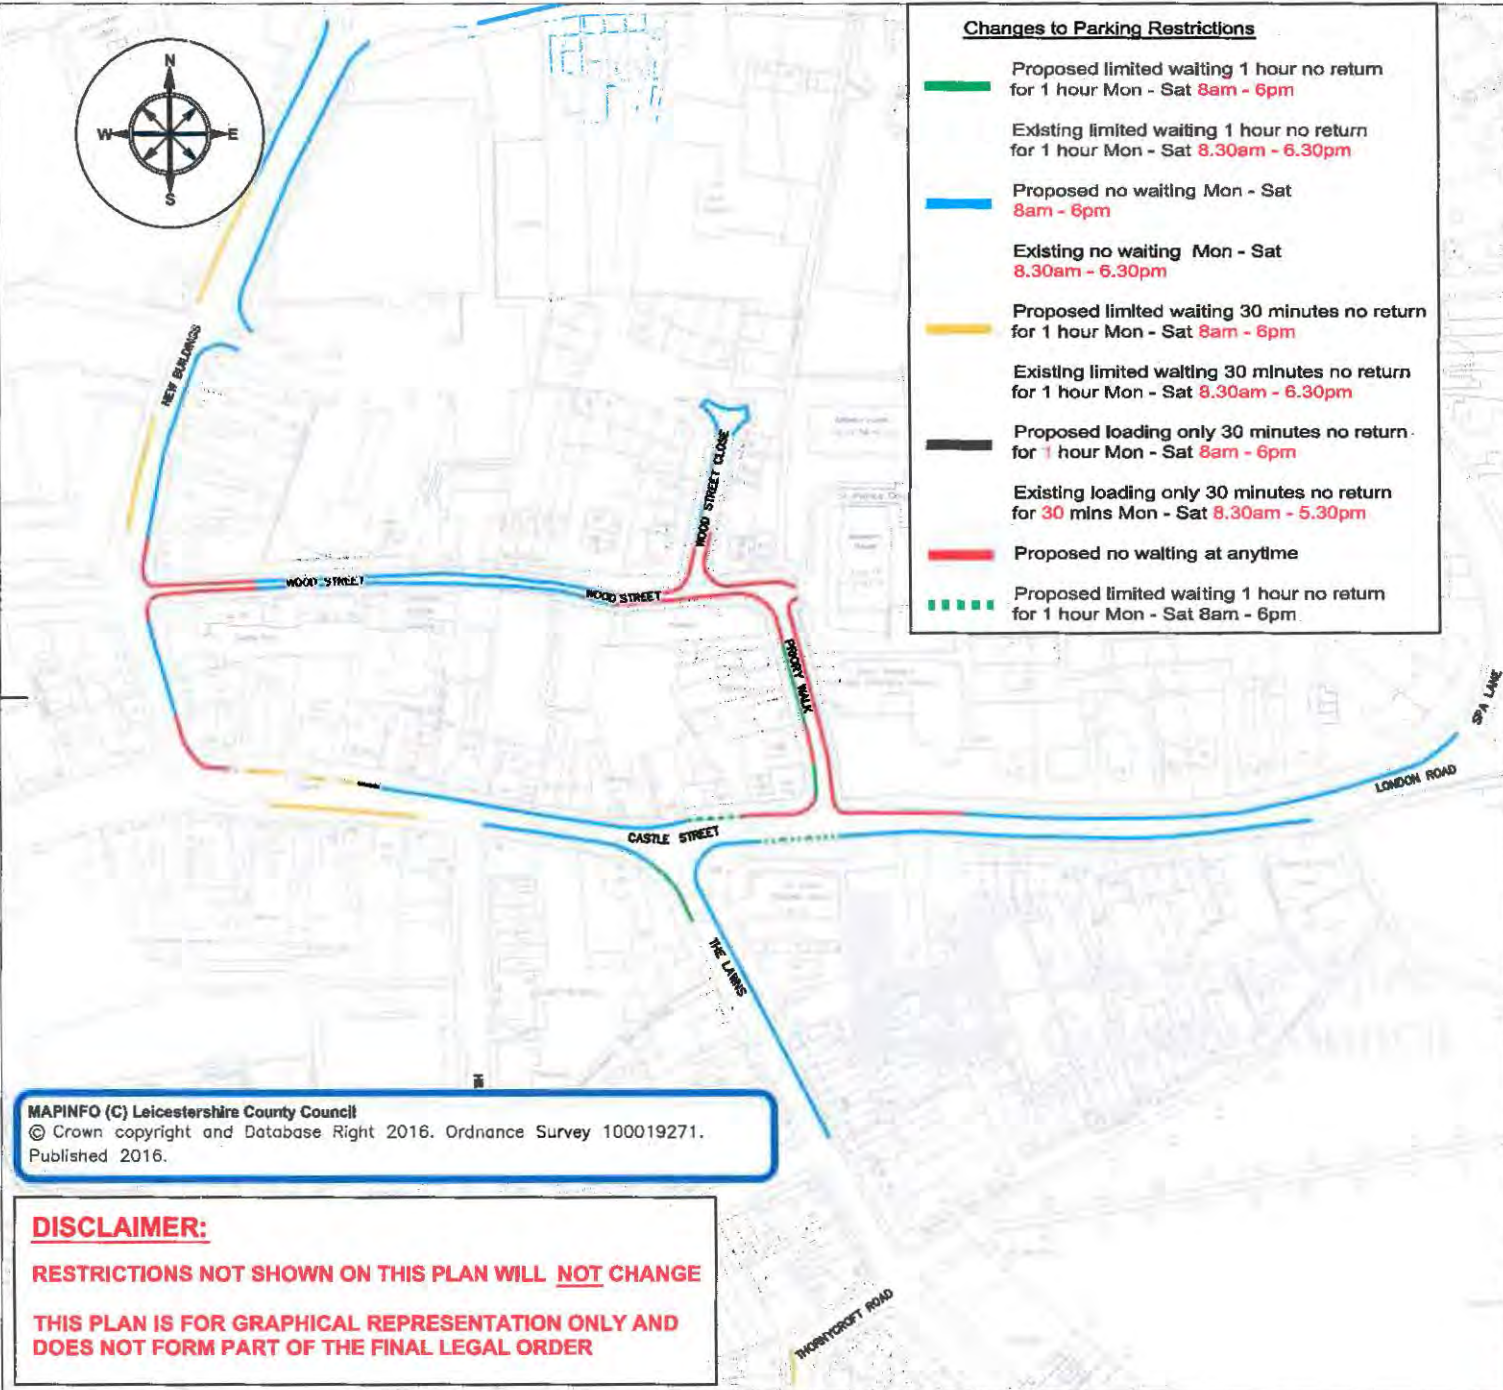 N
W
E
S
Changes to Parking Restrictions
Proposed limited waiting 1 hour no return
for 1 hour Mon - Sat 8am - 6pm
Existing limited waiting 1 hour no return
for 1 hour Mon - Sat 8.30am - 6.30pm
Proposed no waiting Mon - Sat
8am - 6pm
Existing no waiting Mon - Sat
8.30am - 6.30pm
Proposed limited waiting 30 minutes no return
for 1 hour Mon - Sat 8am - 6pm
Existing limited waiting 30 minutes no return
for 1 hour Mon - Sat 8.30am - 6.30pm
Proposed loading only 30 minutes no return
for 1 hour Mon - Sat 8am - 6pm
Existing loading only 30 minutes no return
for 30 mins Mon - Sat 8.30am - 5.30pm
Proposed no waiting at anytime
Proposed limited waiting 1 hour no return
for 1 hour Mon - Sat 8am - 6pm
NEW BUILDINGS
WOOD STREET CLOSE
WOOD STREET
WOOD STREET
PRIORY WALK
SPA LANE
LONDON ROAD
CASTLE STREET
THE LAWNS
THORNYCROFT ROAD
MAPINFO (C) Leicestershire County Council
© Crown copyright and Database Right 2016. Ordnance Survey 100019271.
Published 2016.
DISCLAIMER:
RESTRICTIONS NOT SHOWN ON THIS PLAN WILL NOT CHANGE
THIS PLAN IS FOR GRAPHICAL REPRESENTATION ONLY AND
DOES NOT FORM PART OF THE FINAL LEGAL ORDER